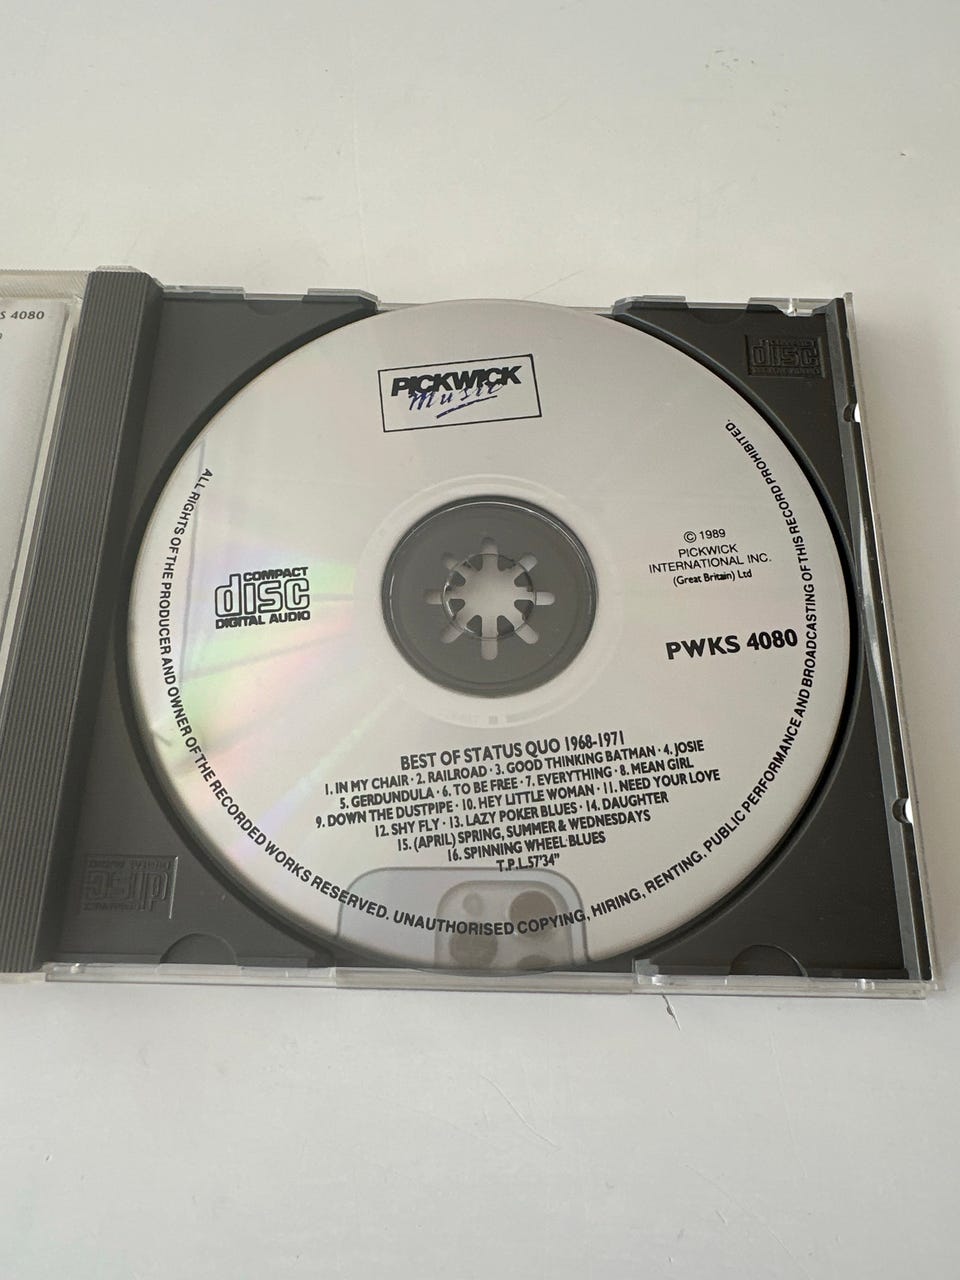 S 4080
PICKWICK
Music
COMPACT
disc
DIGITAL AUDIO
© 1989
PICKWICK
INTERNATIONAL INC.
(Great Britain) Ltd
PWKS 4080
BEST OF STATUS QUO 1968-1971
1. IN MY CHAIR · 2. RAILROAD · 3. GOOD THINKING BATMAN · 4. JOSIE
5. GERDUNDULA · 6. TO BE FREE · 7. EVERYTHING · 8. MEAN GIRL
9. DOWN THE DUSTPIPE · 10. HEY LITTLE WOMAN · 11. NEED YOUR LOVE
12. SHY FLY · 13. LAZY POKER BLUES · 14. DAUGHTER
15. (APRIL) SPRING, SUMMER & WEDNESDAYS
16. SPINNING WHEEL BLUES
T.P.L.57'34"
ALL RIGHTS OF THE PRODUCER AND OWNER OF THE RECORDED WORKS RESERVED. UNAUTHORISED COPYING, HIRING, RENTING, PUBLIC PERFORMANCE AND BROADCASTING OF THIS RECORD PROHIBITED.
disc
disc